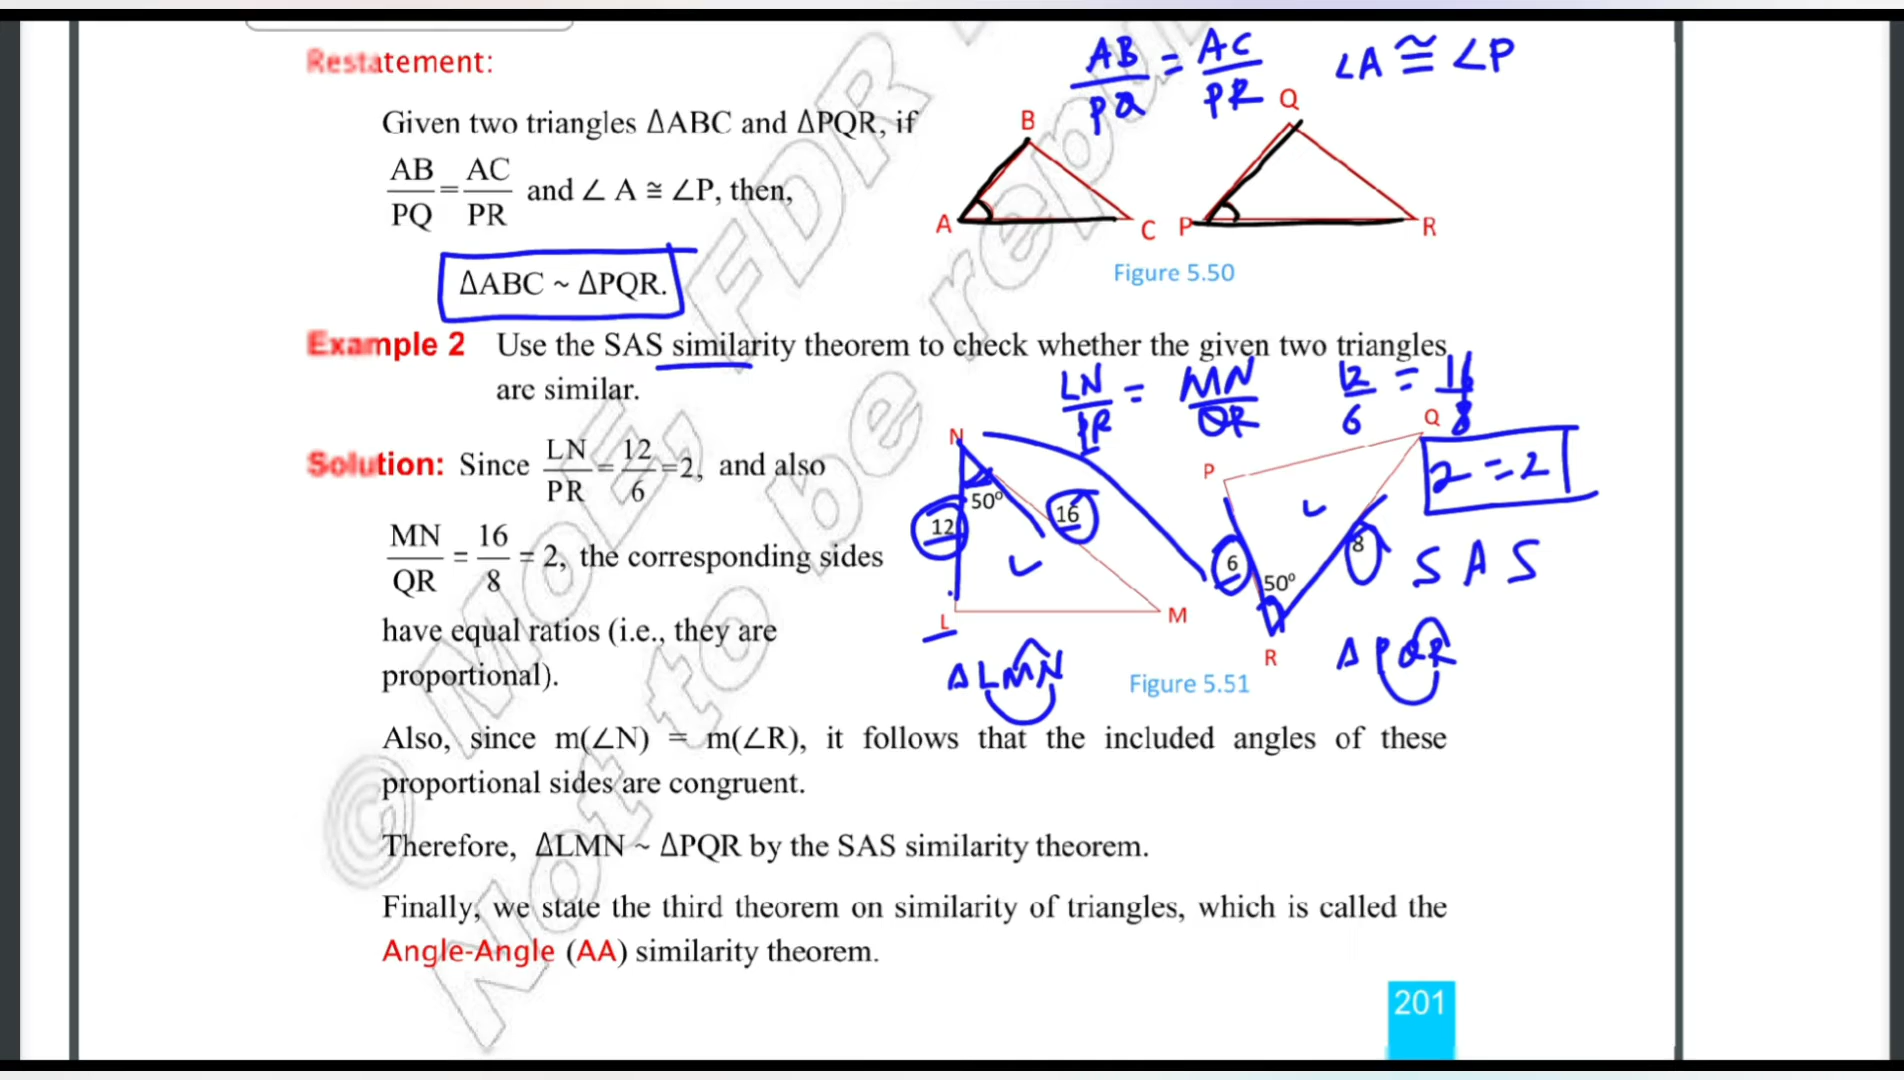 Restatement:
AB/PQ = AC/PR ∠A ≅ ∠P
Given two triangles ΔABC and ΔPQR, if
AB/PQ = AC/PR and ∠ A ≅ ∠P, then,
ΔABC ~ ΔPQR.
B
A
C
Q
P
R
Figure 5.50
Example 2 Use the SAS similarity theorem to check whether the given two triangles
are similar.
LN/PR = MN/QR 12/6 = 16/8
2 = 2
Solution: Since LN/PR = 12/6 = 2, and also
MN/QR = 16/8 = 2, the corresponding sides
have equal ratios (i.e., they are
proportional).
N
50°
12
16
L
M
ΔLMN
Q
P
6
8
50°
R
S A S
ΔPQR
Figure 5.51
Also, since m(∠N) = m(∠R), it follows that the included angles of these
proportional sides are congruent.
Therefore, ΔLMN ~ ΔPQR by the SAS similarity theorem.
Finally, we state the third theorem on similarity of triangles, which is called the
Angle-Angle (AA) similarity theorem.
201
© MOE, FDR
Not to be repu